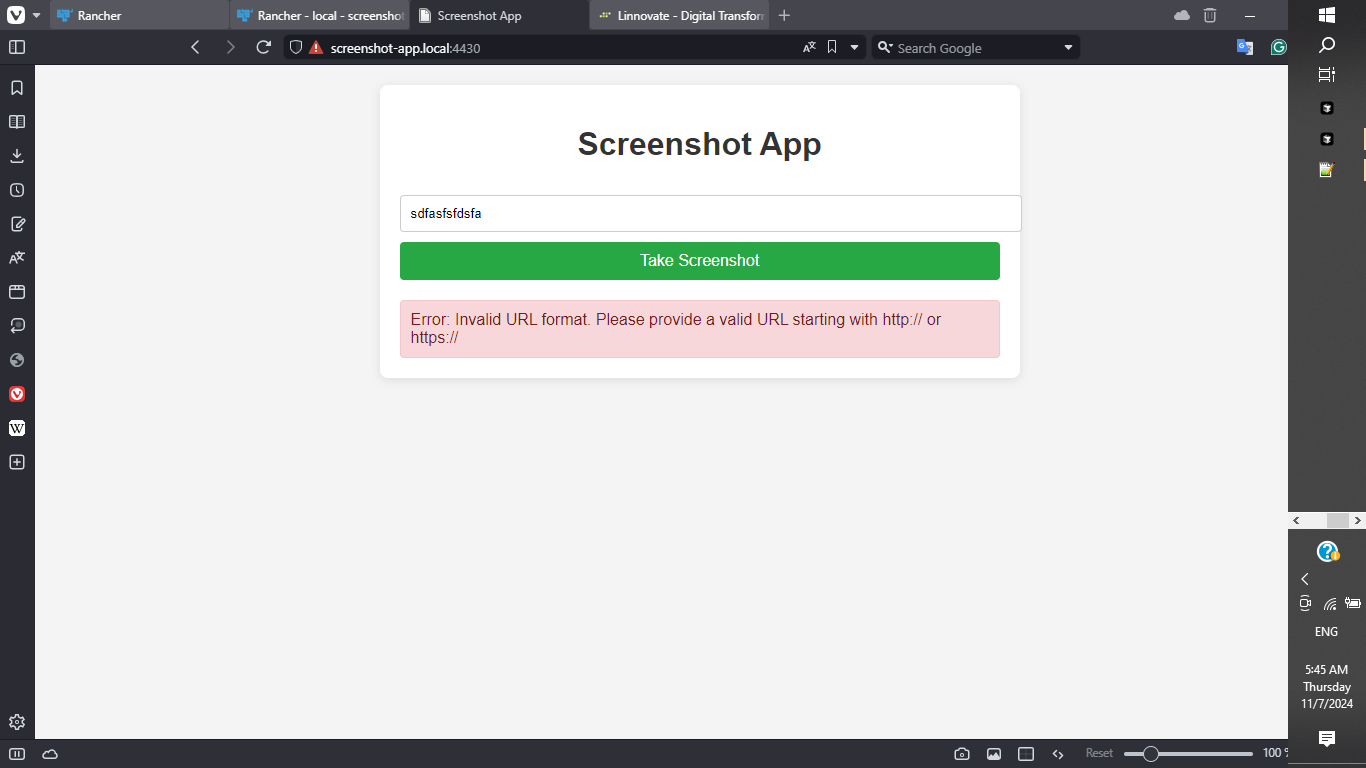 Rancher
Rancher - local - screenshot
Screenshot App
Linnovate - Digital Transform
screenshot-app.local:4430
Search Google
Screenshot App
sdfasfsfdsfa
Take Screenshot
Error: Invalid URL format. Please provide a valid URL starting with http:// or
https://
ENG
5:45 AM
Thursday
11/7/2024
Reset
100 %